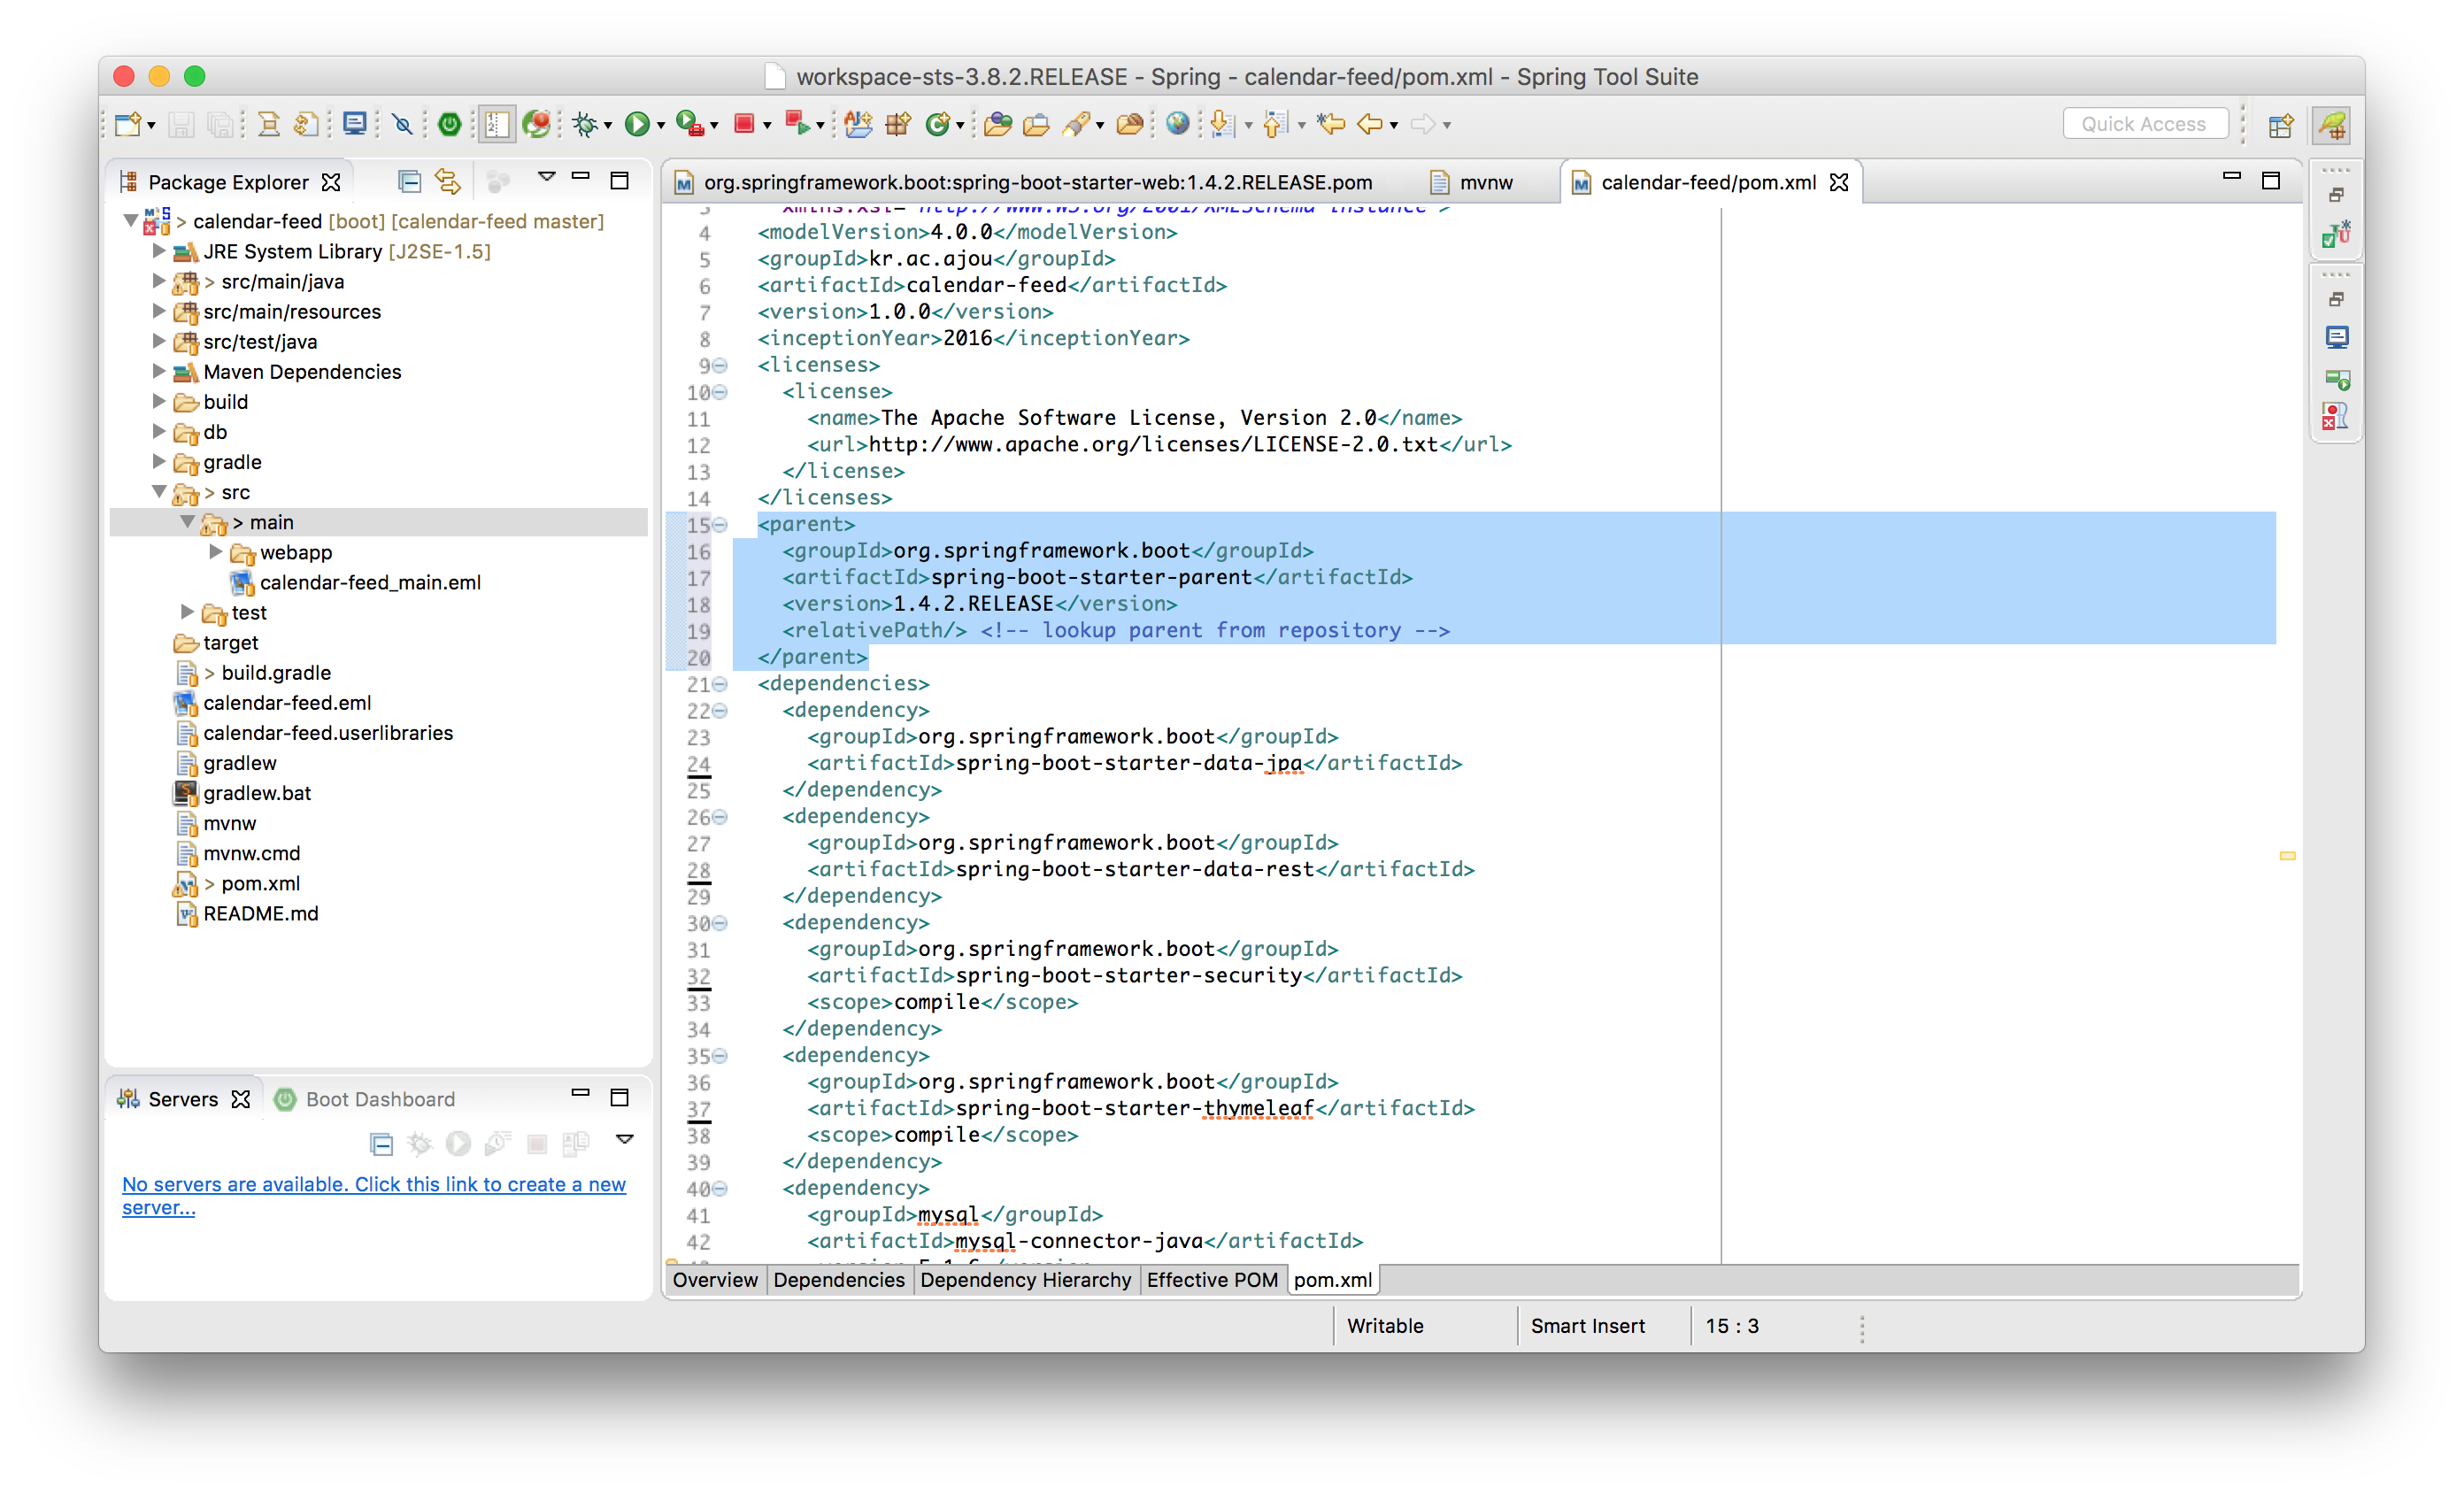 workspace-sts-3.8.2.RELEASE - Spring - calendar-feed/pom.xml - Spring Tool Suite
Quick Access
Package Explorer
> calendar-feed [boot] [calendar-feed master]
JRE System Library [J2SE-1.5]
> src/main/java
src/main/resources
src/test/java
Maven Dependencies
build
db
gradle
> src
> main
webapp
calendar-feed_main.eml
test
target
> build.gradle
calendar-feed.eml
calendar-feed.userlibraries
gradlew
gradlew.bat
mvnw
mvnw.cmd
> pom.xml
README.md
Servers
Boot Dashboard
No servers are available. Click this link to create a new
server...
org.springframework.boot:spring-boot-starter-web:1.4.2.RELEASE.pom
mvnw
calendar-feed/pom.xml
3 xmlns:xsi="http://www.w3.org/2001/XMLSchema-instance">
4 <modelVersion>4.0.0</modelVersion>
5 <groupId>kr.ac.ajou</groupId>
6 <artifactId>calendar-feed</artifactId>
7 <version>1.0.0</version>
8 <inceptionYear>2016</inceptionYear>
9 <licenses>
10 <license>
11 <name>The Apache Software License, Version 2.0</name>
12 <url>http://www.apache.org/licenses/LICENSE-2.0.txt</url>
13 </license>
14 </licenses>
15 <parent>
16 <groupId>org.springframework.boot</groupId>
17 <artifactId>spring-boot-starter-parent</artifactId>
18 <version>1.4.2.RELEASE</version>
19 <relativePath/> <!-- lookup parent from repository -->
20 </parent>
21 <dependencies>
22 <dependency>
23 <groupId>org.springframework.boot</groupId>
24 <artifactId>spring-boot-starter-data-jpa</artifactId>
25 </dependency>
26 <dependency>
27 <groupId>org.springframework.boot</groupId>
28 <artifactId>spring-boot-starter-data-rest</artifactId>
29 </dependency>
30 <dependency>
31 <groupId>org.springframework.boot</groupId>
32 <artifactId>spring-boot-starter-security</artifactId>
33 <scope>compile</scope>
34 </dependency>
35 <dependency>
36 <groupId>org.springframework.boot</groupId>
37 <artifactId>spring-boot-starter-thymeleaf</artifactId>
38 <scope>compile</scope>
39 </dependency>
40 <dependency>
41 <groupId>mysql</groupId>
42 <artifactId>mysql-connector-java</artifactId>
Overview
Dependencies
Dependency Hierarchy
Effective POM
pom.xml
Writable
Smart Insert
15 : 3